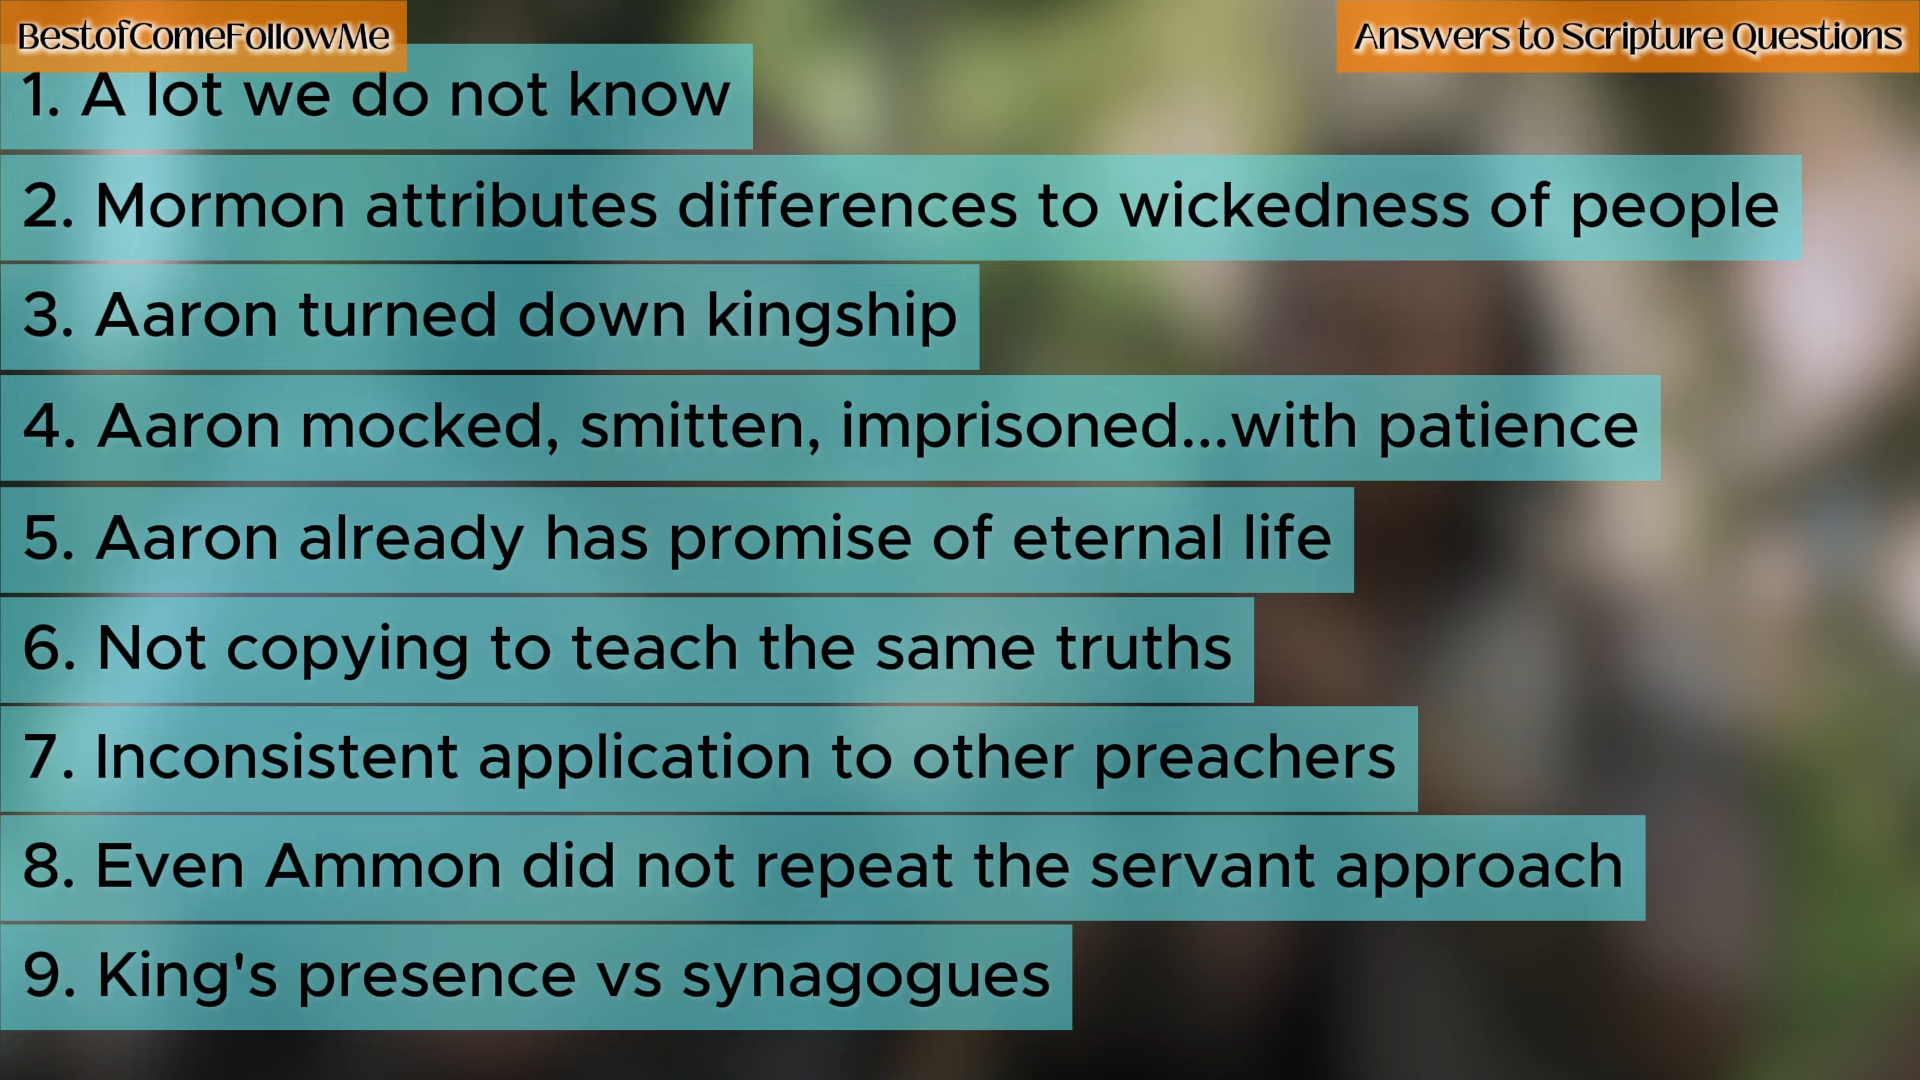 BestofComeFollowMe
Answers to Scripture Questions
1. A lot we do not know
2. Mormon attributes differences to wickedness of people
3. Aaron turned down kingship
4. Aaron mocked, smitten, imprisoned...with patience
5. Aaron already has promise of eternal life
6. Not copying to teach the same truths
7. Inconsistent application to other preachers
8. Even Ammon did not repeat the servant approach
9. King's presence vs synagogues